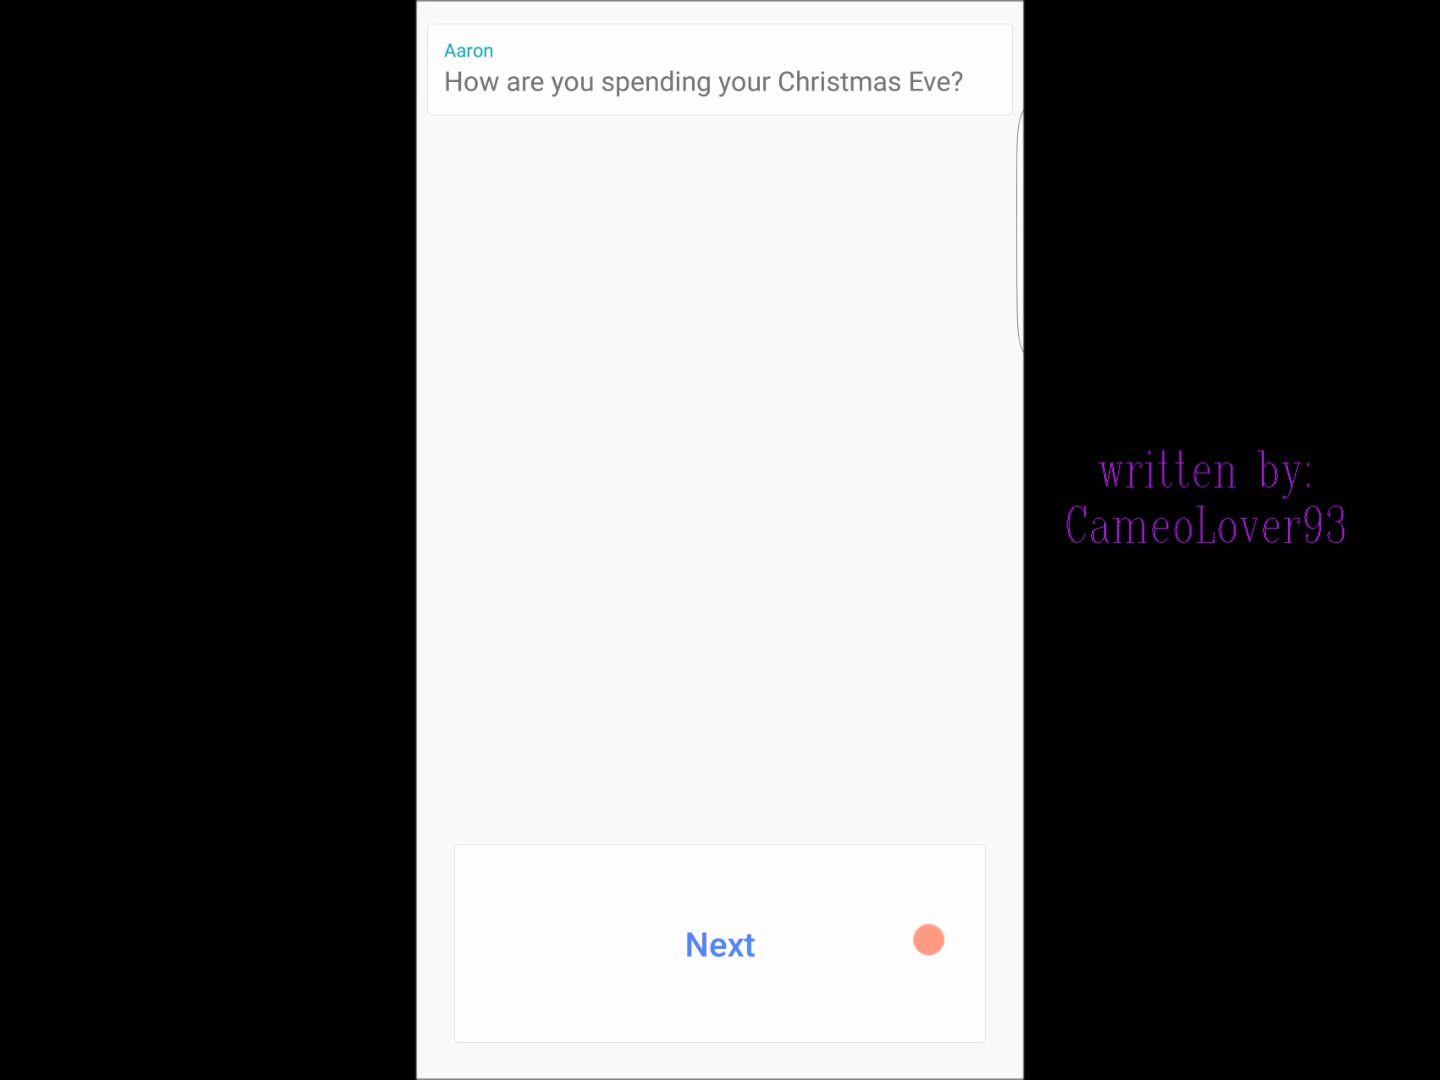 Aaron
How are you spending your Christmas Eve?
written by:
CameoLover93
Next